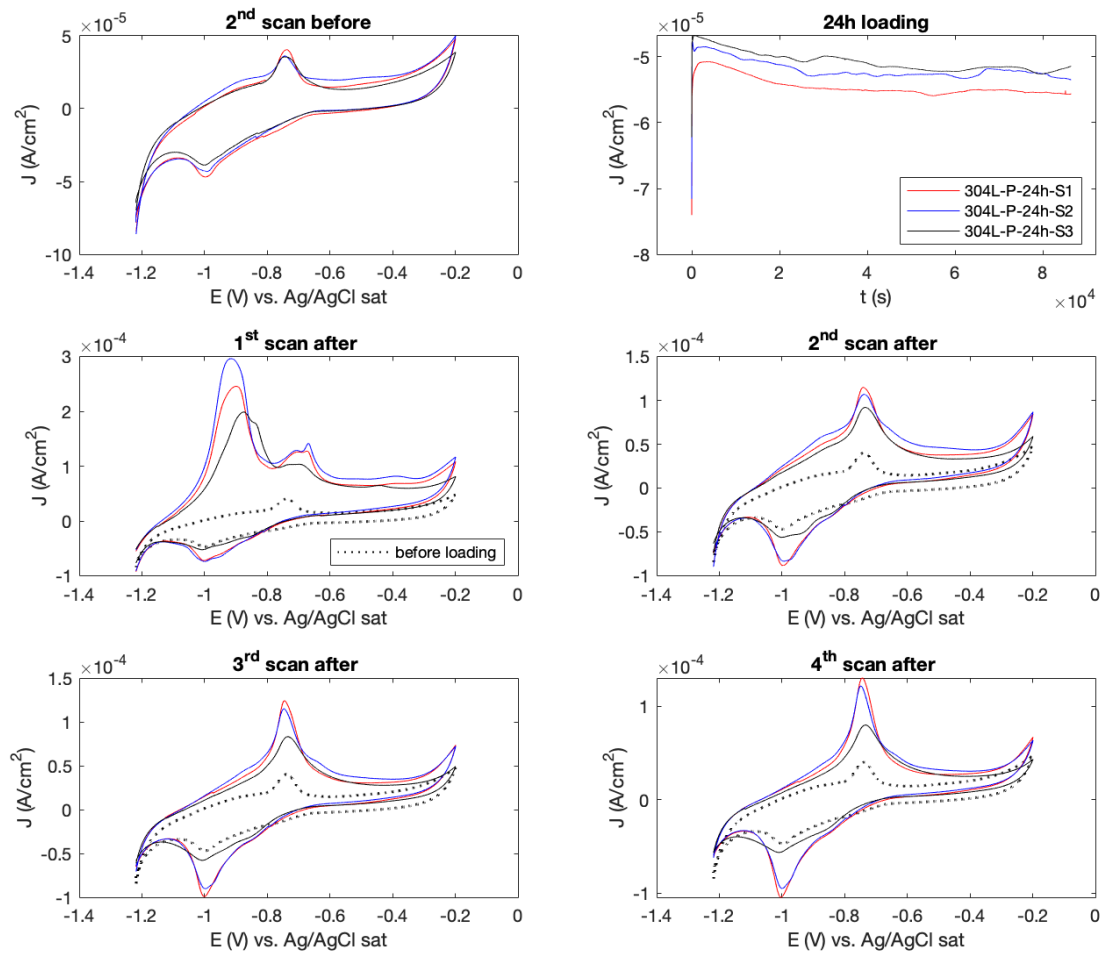 2nd scan before
×10-5
5
0
-5
-10
J (A/cm2)
-1.4 -1.2 -1 -0.8 -0.6 -0.4 -0.2 0
E (V) vs. Ag/AgCl sat
24h loading
×10-5
-5
-6
-7
-8
J (A/cm2)
304L-P-24h-S1
304L-P-24h-S2
304L-P-24h-S3
0 2 4 6 8
t (s)
×104
1st scan after
×10-4
3
2
1
0
-1
J (A/cm2)
before loading
-1.4 -1.2 -1 -0.8 -0.6 -0.4 -0.2 0
E (V) vs. Ag/AgCl sat
2nd scan after
×10-4
1.5
1
0.5
0
-0.5
-1
J (A/cm2)
-1.4 -1.2 -1 -0.8 -0.6 -0.4 -0.2 0
E (V) vs. Ag/AgCl sat
3rd scan after
×10-4
1.5
1
0.5
0
-0.5
-1
J (A/cm2)
-1.4 -1.2 -1 -0.8 -0.6 -0.4 -0.2 0
E (V) vs. Ag/AgCl sat
4th scan after
×10-4
1
0.5
0
-0.5
-1
J (A/cm2)
-1.4 -1.2 -1 -0.8 -0.6 -0.4 -0.2 0
E (V) vs. Ag/AgCl sat